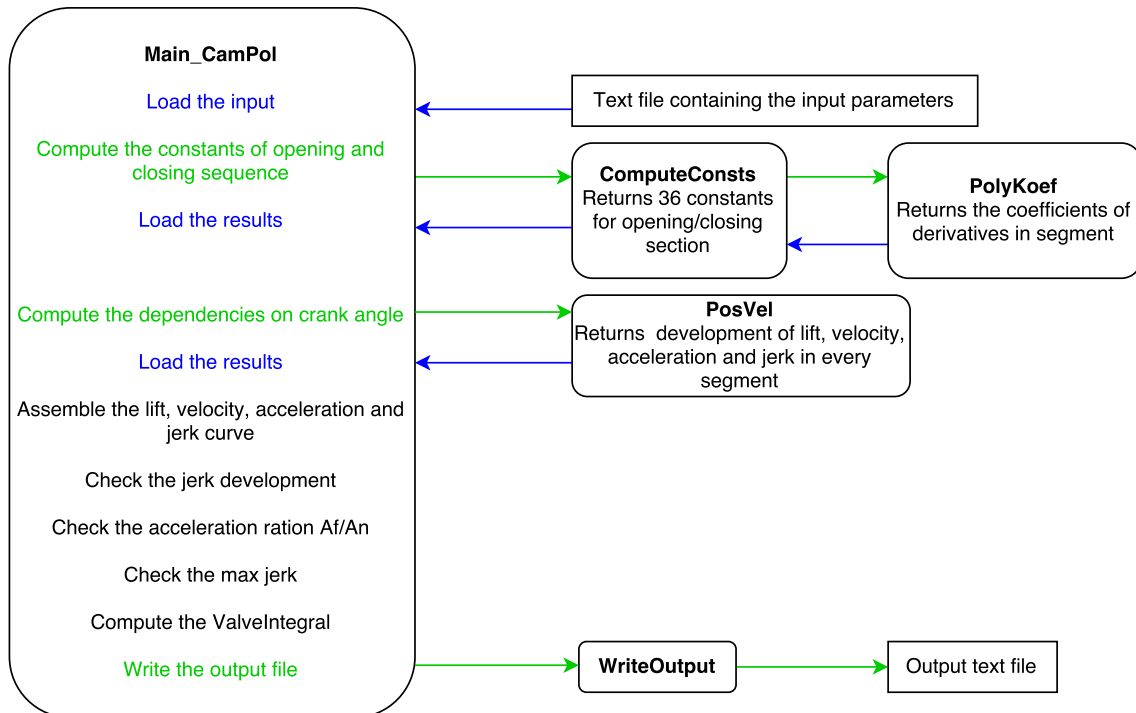 Main_CamPol
Load the input
Compute the constants of opening and
closing sequence
Load the results
Compute the dependencies on crank angle
Load the results
Assemble the lift, velocity, acceleration and
jerk curve
Check the jerk development
Check the acceleration ration Af/An
Check the max jerk
Compute the ValveIntegral
Write the output file
Text file containing the input parameters
ComputeConsts
Returns 36 constants
for opening/closing
section
PolyKoef
Returns the coefficients of
derivatives in segment
PosVel
Returns  development of lift, velocity,
acceleration and jerk in every
segment
WriteOutput
Output text file